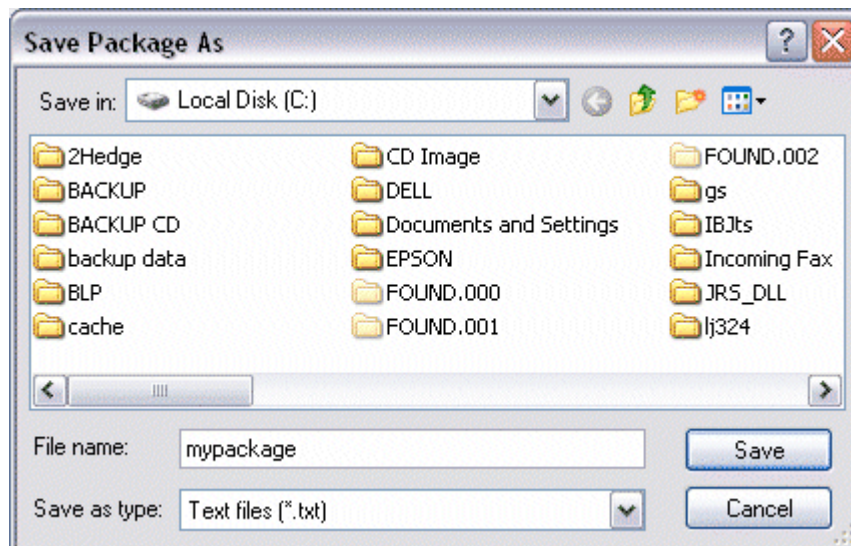 Save Package As
Save in: Local Disk (C:)
2Hedge CD Image FOUND.002
BACKUP DELL gs
BACKUP CD Documents and Settings IBJts
backup data EPSON Incoming Fax
BLP FOUND.000 JRS_DLL
cache FOUND.001 lj324
File name: mypackage Save
Save as type: Text files (*.txt) Cancel